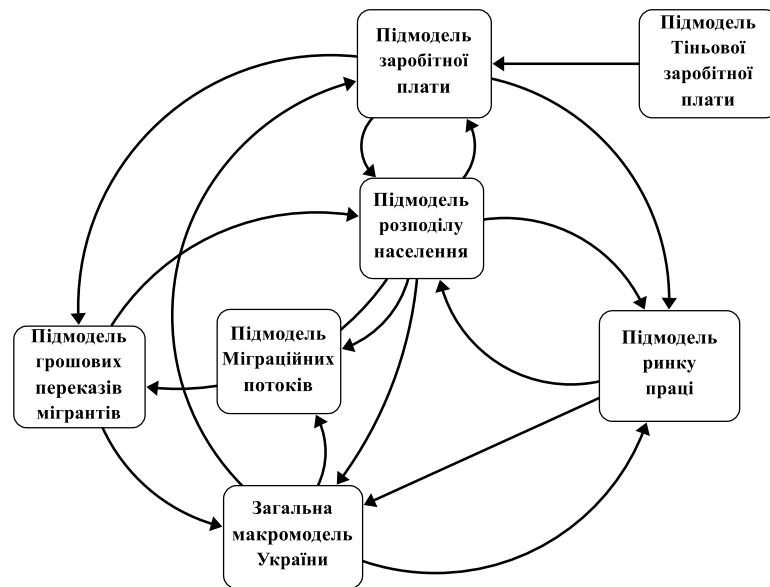 Підмодель
заробітної
плати
Підмодель
Тіньової
заробітної
плати
Підмодель
розподілу
населення
Підмодель
грошових
переказів
мігрантів
Підмодель
Міграційних
потоків
Підмодель
ринку
праці
Загальна
макромодель
України